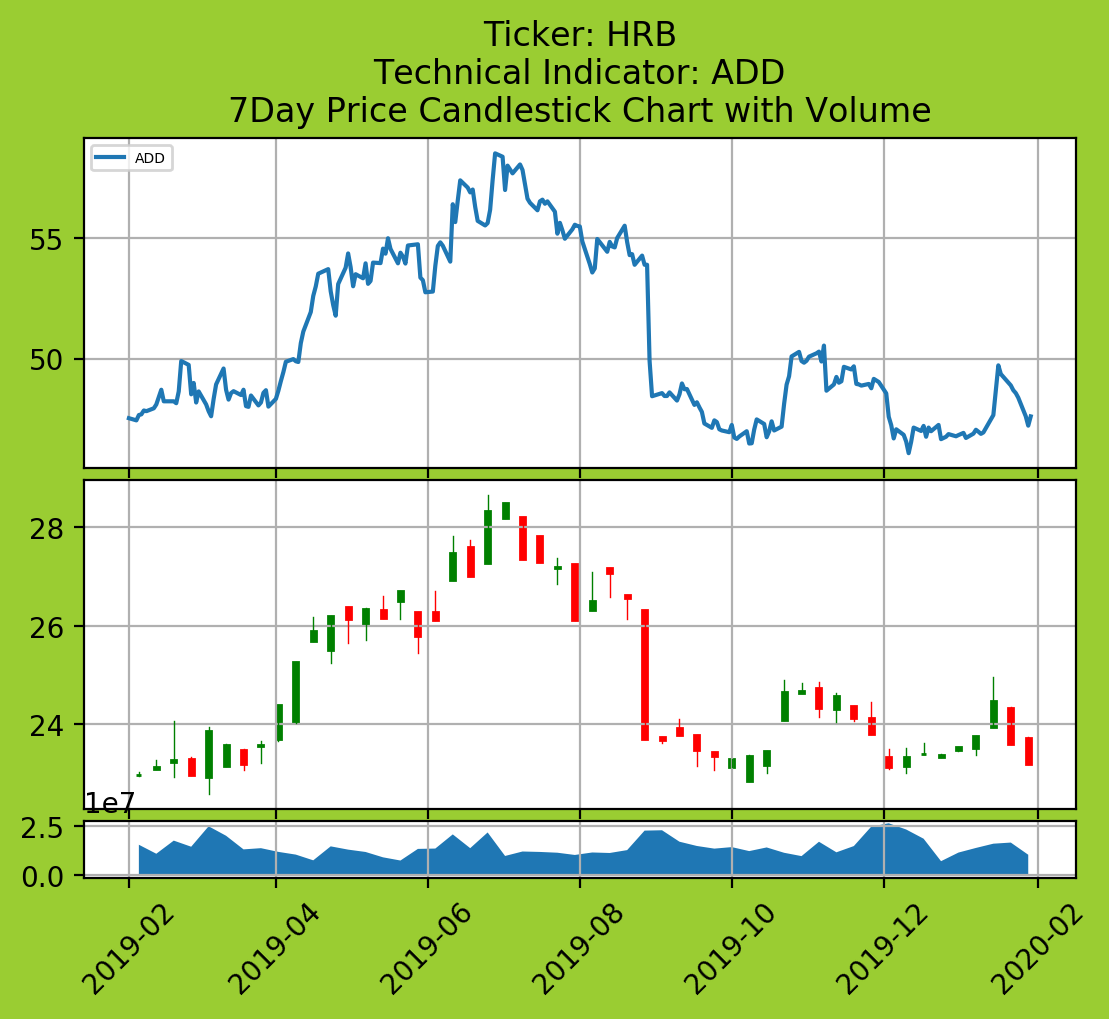 Ticker: HRB
Technical Indicator: ADD
7Day Price Candlestick Chart with Volume
ADD
55
50
28
26
24
1e7
2.5
0.0
2019-02
2019-04
2019-06
2019-08
2019-10
2019-12
2020-02